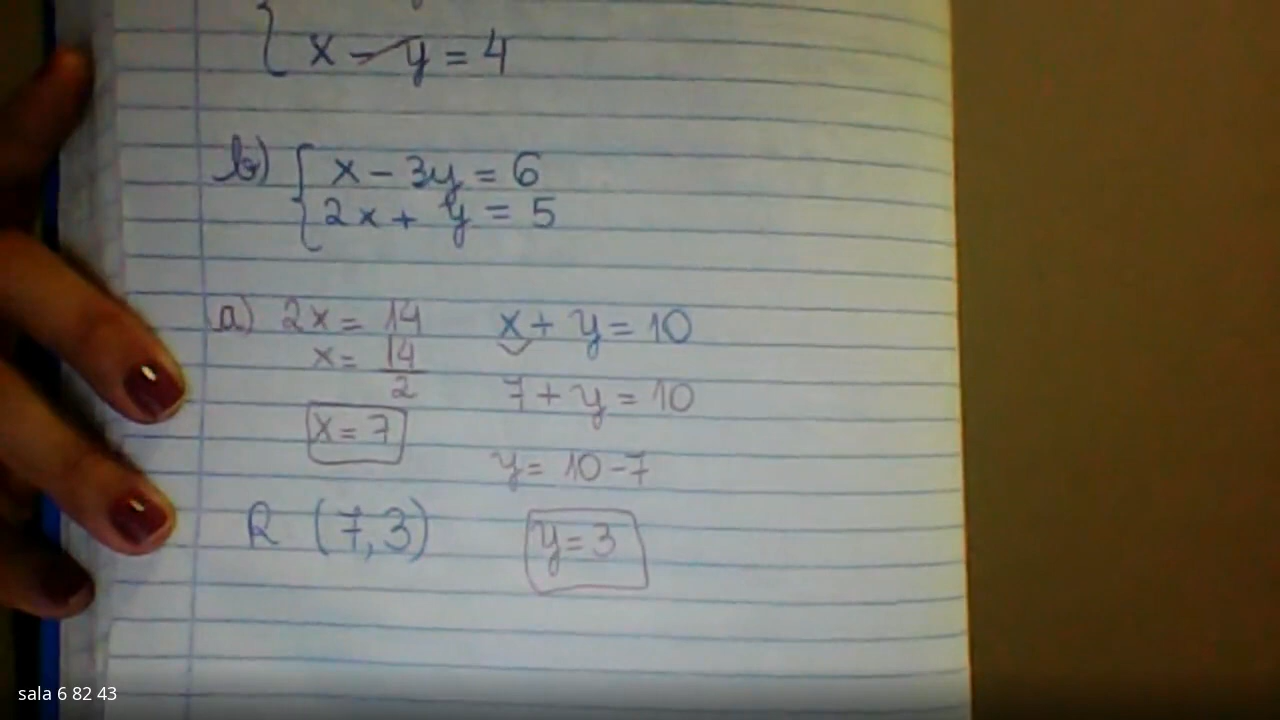 x - y = 4
b) { x - 3y = 6
2x + y = 5
a) 2x = 14 x + y = 10
x = 14/2 7 + y = 10
x = 7 y = 10 - 7
R (7,3) y = 3
sala 6 82 43